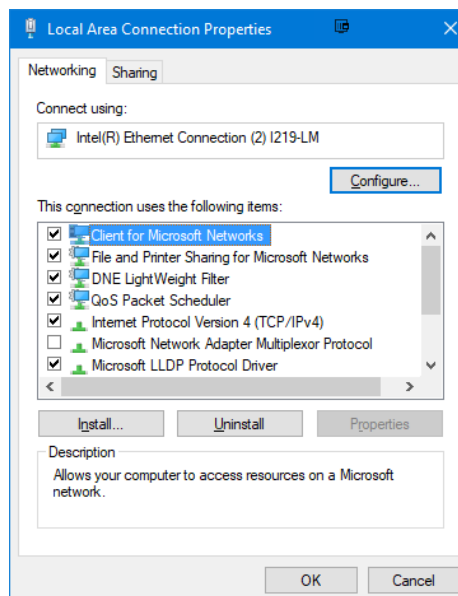 Local Area Connection Properties
Networking
Sharing
Connect using:
Intel(R) Ethernet Connection (2) I219-LM
Configure...
This connection uses the following items:
Client for Microsoft Networks
File and Printer Sharing for Microsoft Networks
DNE LightWeight Filter
QoS Packet Scheduler
Internet Protocol Version 4 (TCP/IPv4)
Microsoft Network Adapter Multiplexor Protocol
Microsoft LLDP Protocol Driver
Install...
Uninstall
Properties
Description
Allows your computer to access resources on a Microsoft
network.
OK
Cancel